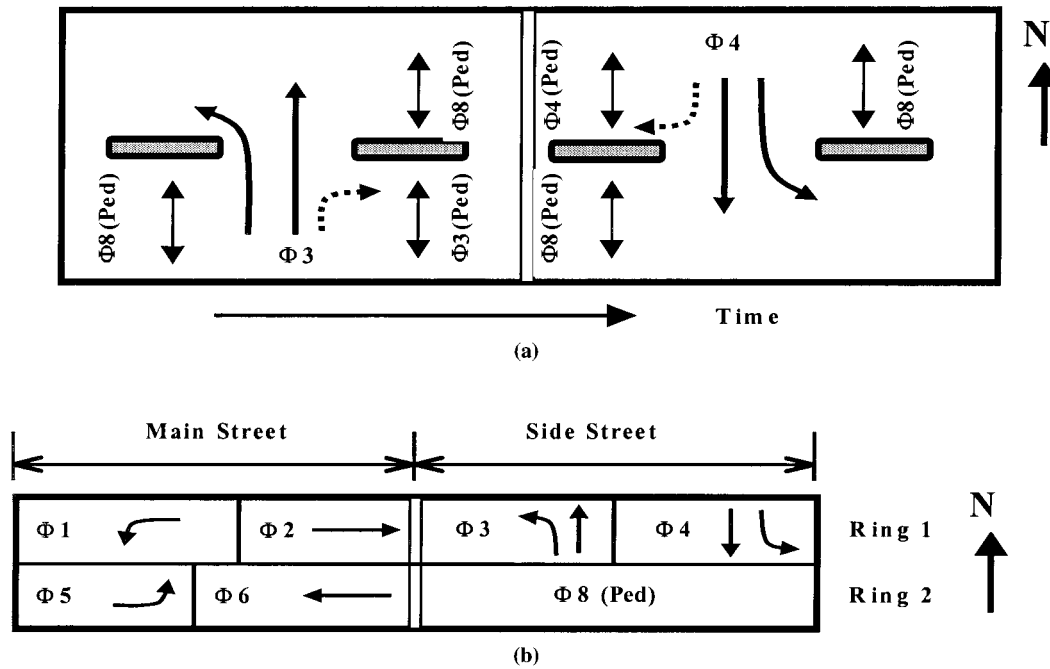 Φ8 (Ped)
Φ4 (Ped)
Φ4
Φ8 (Ped)
N
Φ8 (Ped)
Φ3
Φ3 (Ped)
Φ8 (Ped)
Time
(a)
Main Street
Side Street
N
Φ1
Φ2
Φ3
Φ4
Ring 1
Φ5
Φ6
Φ8 (Ped)
Ring 2
(b)